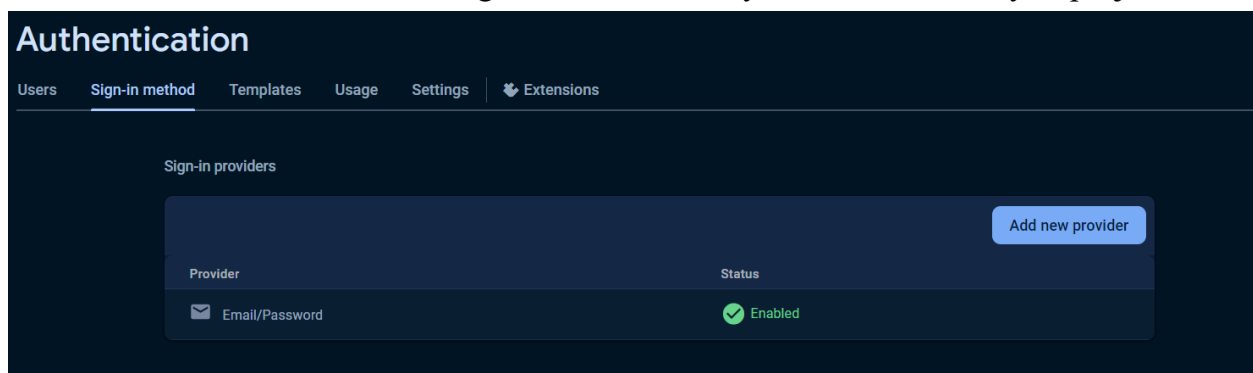 Authentication
Users Sign-in method Templates Usage Settings Extensions
Sign-in providers
Add new provider
Provider Status
Email/Password Enabled